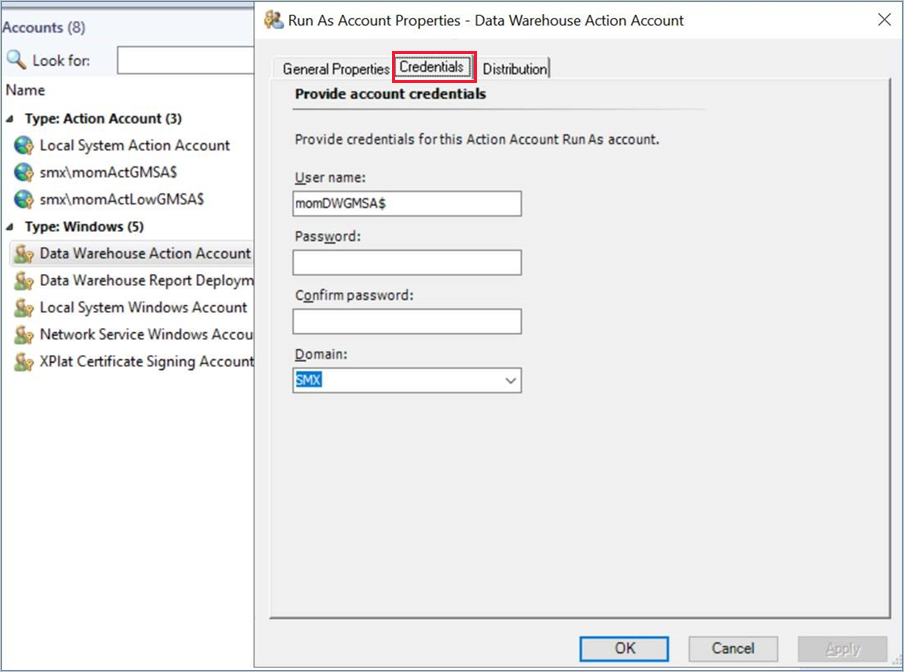 Accounts (8)
Look for:
Name
Type: Action Account (3)
Local System Action Account
smx\momActGMSA$
smx\momActLowGMSA$
Type: Windows (5)
Data Warehouse Action Account
Data Warehouse Report Deploym
Local System Windows Account
Network Service Windows Accou
XPlat Certificate Signing Account
Run As Account Properties - Data Warehouse Action Account
General Properties Credentials Distribution
Provide account credentials
Provide credentials for this Action Account Run As account.
User name:
momDWGMSA$
Password:
Confirm password:
Domain:
SMX
OK Cancel Apply